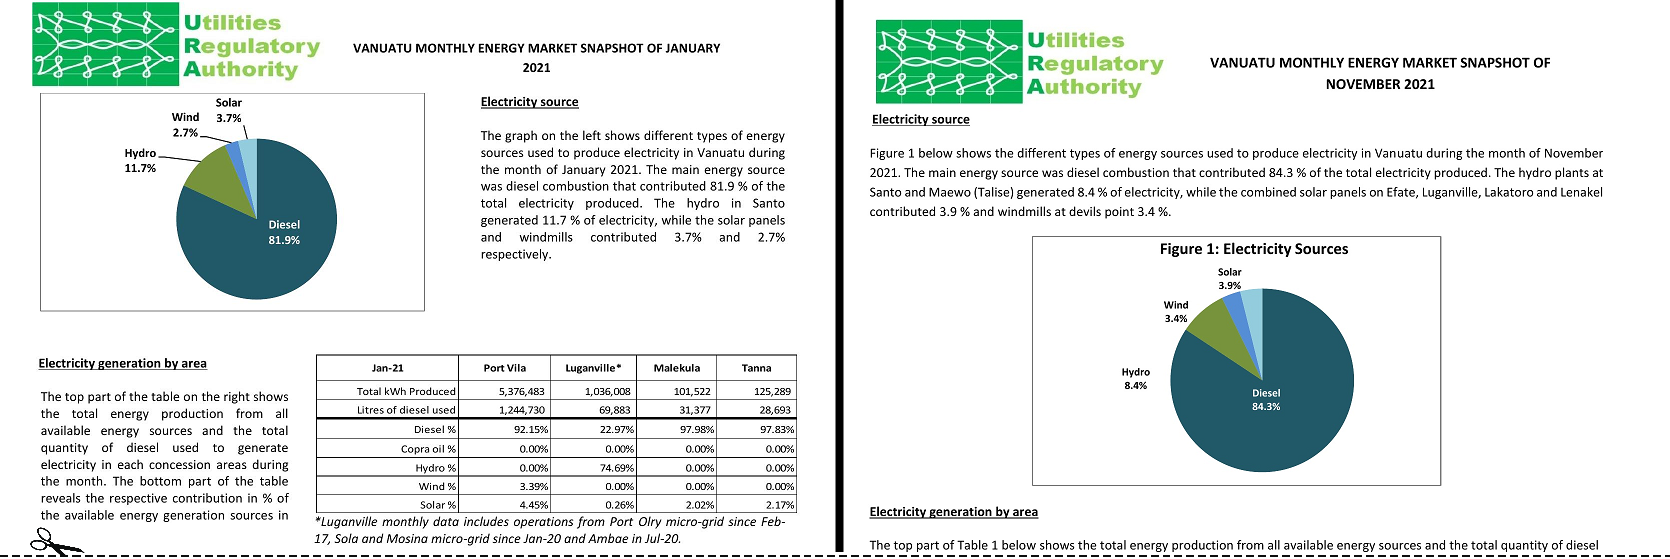 Utilities
Regulatory
Authority
VANUATU MONTHLY ENERGY MARKET SNAPSHOT OF JANUARY
2021
Solar
3.7%
Wind
2.7%
Hydro
11.7%
Diesel
81.9%
Electricity source
The graph on the left shows different types of energy
sources used to produce electricity in Vanuatu during
the month of January 2021. The main energy source
was diesel combustion that contributed 81.9 % of the
total electricity produced. The hydro in Santo
generated 11.7 % of electricity, while the solar panels
and windmills contributed 3.7% and 2.7%
respectively.
Electricity generation by area
The top part of the table on the right shows
the total energy production from all
available energy sources and the total
quantity of diesel used to generate
electricity in each concession areas during
the month. The bottom part of the table
reveals the respective contribution in % of
the available energy generation sources in
Jan-21 Port Vila Luganville* Malekula Tanna
Total kWh Produced 5,376,483 1,036,008 101,522 125,289
Litres of diesel used 1,244,730 69,883 31,377 28,693
Diesel % 92.15% 22.97% 97.98% 97.83%
Copra oil % 0.00% 0.00% 0.00% 0.00%
Hydro % 0.00% 74.69% 0.00% 0.00%
Wind % 3.39% 0.00% 0.00% 0.00%
Solar % 4.45% 0.26% 2.02% 2.17%
*Luganville monthly data includes operations from Port Olry micro-grid since Feb-
17, Sola and Mosina micro-grid since Jan-20 and Ambae in Jul-20.
Utilities
Regulatory
Authority
VANUATU MONTHLY ENERGY MARKET SNAPSHOT OF
NOVEMBER 2021
Electricity source
Figure 1 below shows the different types of energy sources used to produce electricity in Vanuatu during the month of November
2021. The main energy source was diesel combustion that contributed 84.3 % of the total electricity produced. The hydro plants at
Santo and Maewo (Talise) generated 8.4 % of electricity, while the combined solar panels on Efate, Luganville, Lakatoro and Lenakel
contributed 3.9 % and windmills at devils point 3.4 %.
Figure 1: Electricity Sources
Solar
3.9%
Wind
3.4%
Hydro
8.4%
Diesel
84.3%
Electricity generation by area
The top part of Table 1 below shows the total energy production from all available energy sources and the total quantity of diesel